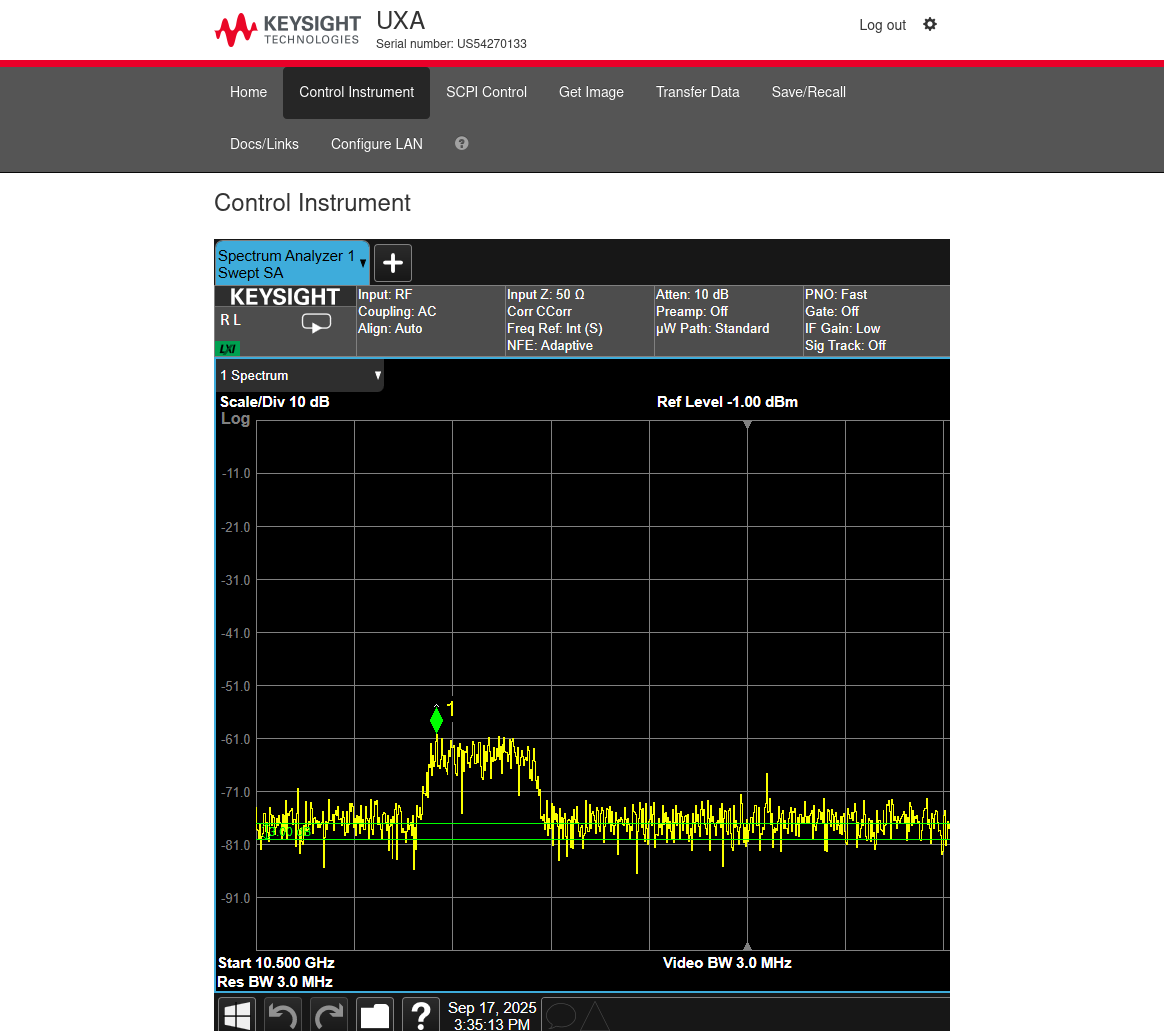 KEYSIGHT
TECHNOLOGIES
UXA
Serial number: US54270133
Log out
Home
Control Instrument
SCPI Control
Get Image
Transfer Data
Save/Recall
Docs/Links
Configure LAN
?
Control Instrument
Spectrum Analyzer 1
Swept SA
+
KEYSIGHT
R L
LXI
Input: RF
Coupling: AC
Align: Auto
Input Z: 50 Ω
Corr CCorr
Freq Ref: Int (S)
NFE: Adaptive
Atten: 10 dB
Preamp: Off
µW Path: Standard
PNO: Fast
Gate: Off
IF Gain: Low
Sig Track: Off
1 Spectrum
Scale/Div 10 dB
Ref Level -1.00 dBm
Log
-11.0
-21.0
-31.0
-41.0
-51.0
1
-61.0
-71.0
-81.0
-91.0
Start 10.500 GHz
Video BW 3.0 MHz
Res BW 3.0 MHz
?
Sep 17, 2025
3:35:13 PM